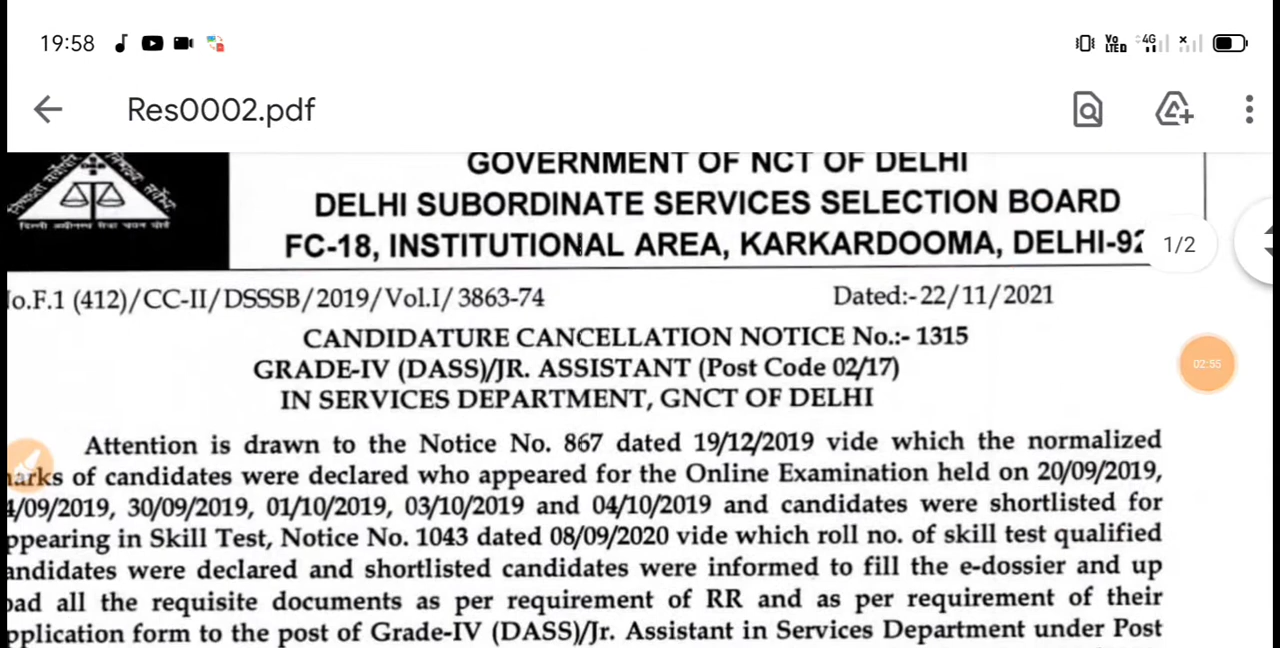 19:58 Vo LTED 4G
Res0002.pdf
GOVERNMENT OF NCT OF DELHI
DELHI SUBORDINATE SERVICES SELECTION BOARD
FC-18, INSTITUTIONAL AREA, KARKARDOOMA, DELHI-92
1/2
o.F.1 (412)/CC-II/DSSSB/2019/Vol.I/3863-74 Dated:-22/11/2021
CANDIDATURE CANCELLATION NOTICE No.:- 1315
02:55
GRADE-IV (DASS)/JR. ASSISTANT (Post Code 02/17)
IN SERVICES DEPARTMENT, GNCT OF DELHI
Attention is drawn to the Notice No. 867 dated 19/12/2019 vide which the normalized
arks of candidates were declared who appeared for the Online Examination held on 20/09/2019,
4/09/2019, 30/09/2019, 01/10/2019, 03/10/2019 and 04/10/2019 and candidates were shortlisted for
ppearing in Skill Test, Notice No. 1043 dated 08/09/2020 vide which roll no. of skill test qualified
andidates were declared and shortlisted candidates were informed to fill the e-dossier and up
oad all the requisite documents as per requirement of RR and as per requirement of their
pplication form to the post of Grade-IV (DASS)/Jr. Assistant in Services Department under Post